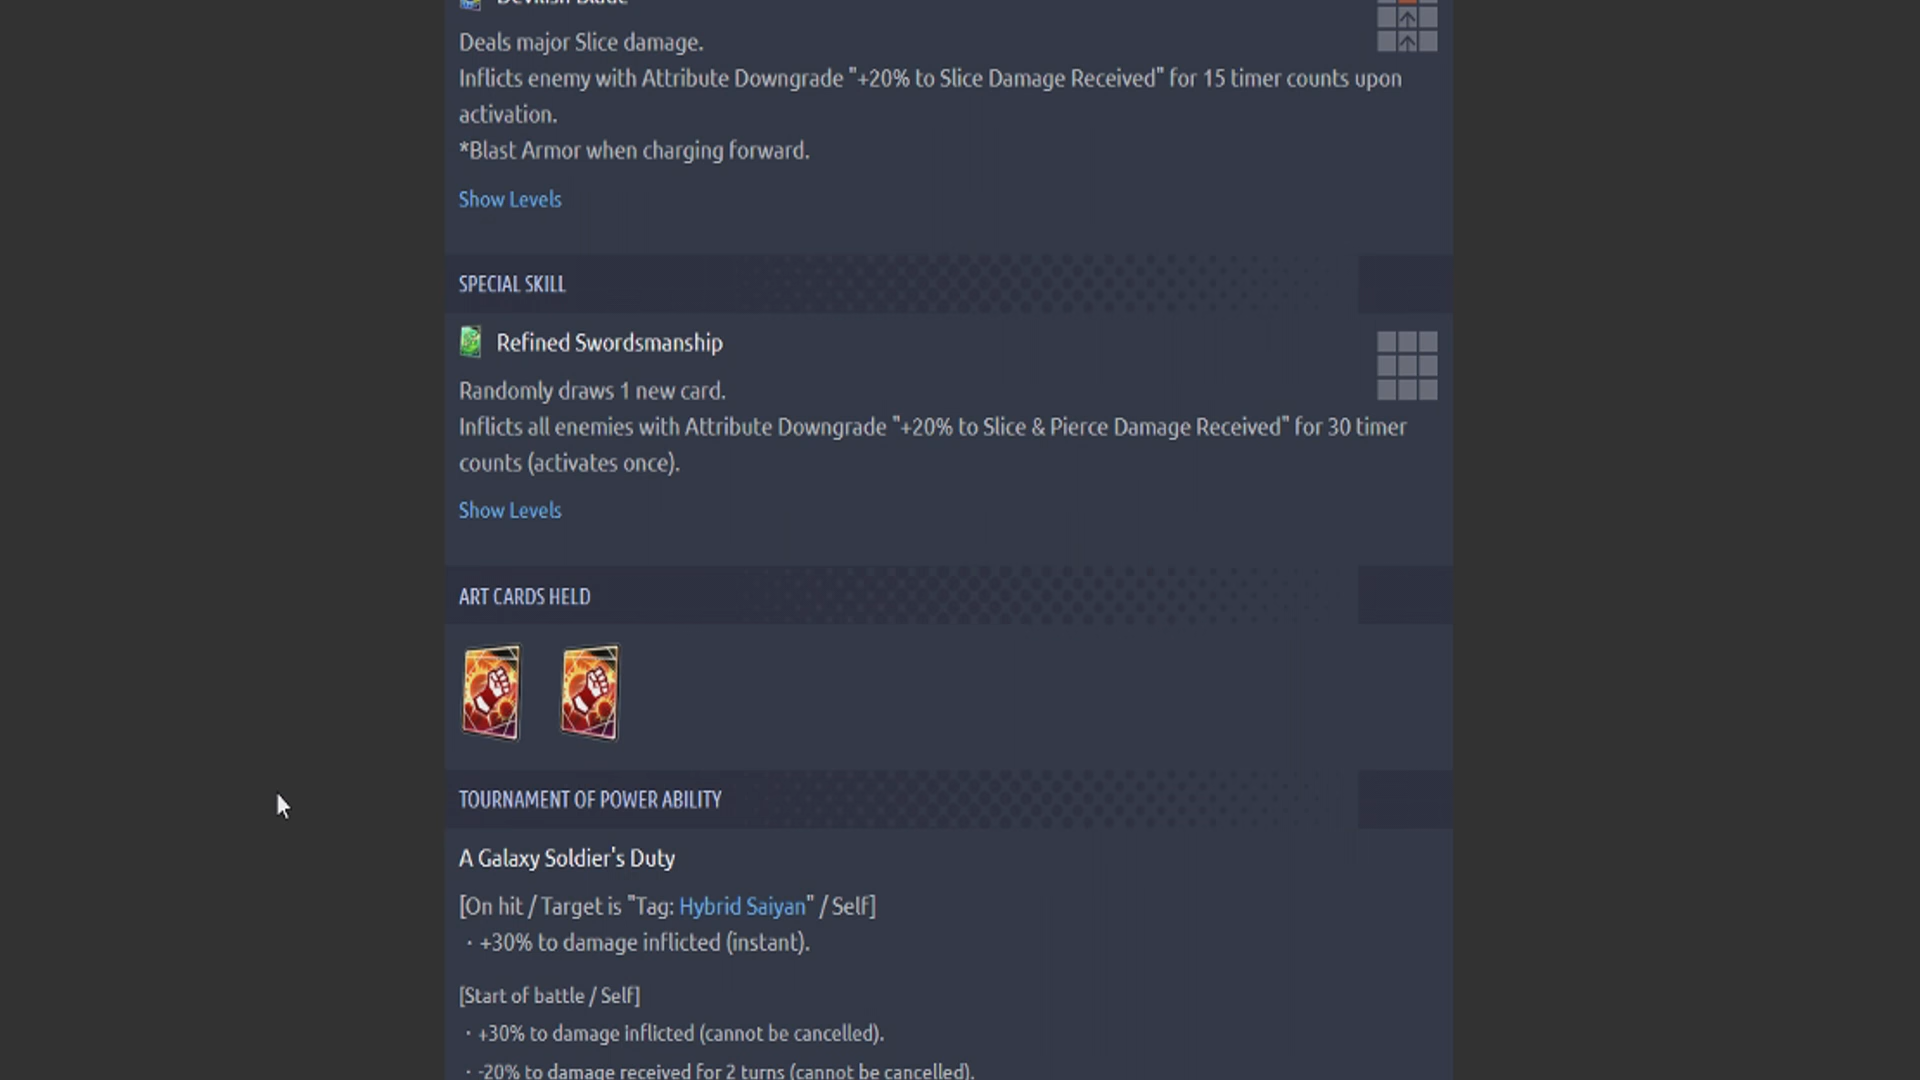 Devilish Blade
Deals major Slice damage.
Inflicts enemy with Attribute Downgrade "+20% to Slice Damage Received" for 15 timer counts upon
activation.
*Blast Armor when charging forward.
Show Levels
SPECIAL SKILL
Refined Swordsmanship
Randomly draws 1 new card.
Inflicts all enemies with Attribute Downgrade "+20% to Slice & Pierce Damage Received" for 30 timer
counts (activates once).
Show Levels
ART CARDS HELD
TOURNAMENT OF POWER ABILITY
A Galaxy Soldier's Duty
[On hit / Target is "Tag: Hybrid Saiyan" / Self]
・+30% to damage inflicted (instant).
[Start of battle / Self]
・+30% to damage inflicted (cannot be cancelled).
・-20% to damage received for 2 turns (cannot be cancelled).